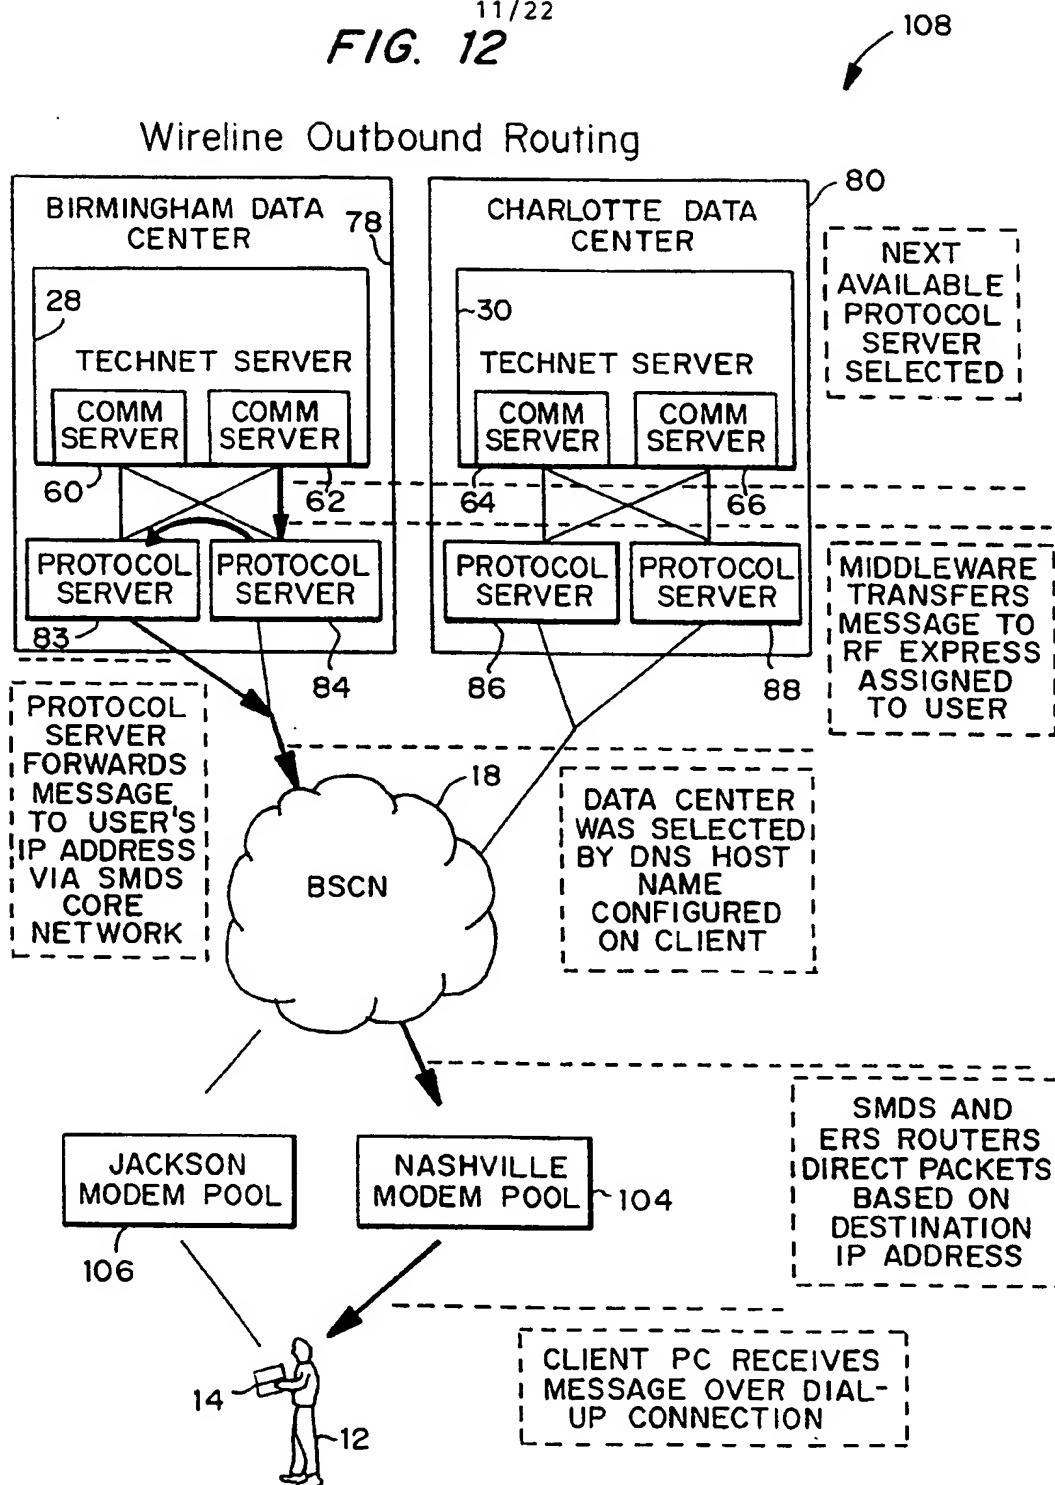 11/22
FIG. 12
108
Wireline Outbound Routing
BIRMINGHAM DATA
CENTER
78
28
TECHNET SERVER
COMM
SERVER
COMM
SERVER
60
62
PROTOCOL
SERVER
PROTOCOL
SERVER
83
84
CHARLOTTE DATA
CENTER
80
30
TECHNET SERVER
COMM
SERVER
COMM
SERVER
64
66
PROTOCOL
SERVER
PROTOCOL
SERVER
86
88
NEXT
AVAILABLE
PROTOCOL
SERVER
SELECTED
MIDDLEWARE
TRANSFERS
MESSAGE TO
RF EXPRESS
ASSIGNED
TO USER
PROTOCOL
SERVER
FORWARDS
MESSAGE
TO USER'S
IP ADDRESS
VIA SMDS
CORE
NETWORK
18
BSCN
DATA CENTER
WAS SELECTED
BY DNS HOST
NAME
CONFIGURED
ON CLIENT
JACKSON
MODEM POOL
106
NASHVILLE
MODEM POOL
104
SMDS AND
ERS ROUTERS
DIRECT PACKETS
BASED ON
DESTINATION
IP ADDRESS
14
12
CLIENT PC RECEIVES
MESSAGE OVER DIAL-
UP CONNECTION